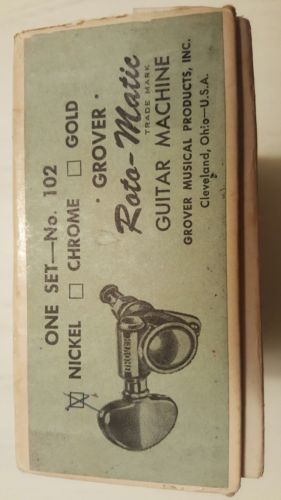 ONE SET—No. 102
☒ NICKEL ☐ CHROME ☐ GOLD
· GROVER ·
Roto-Matic
TRADE MARK
GUITAR MACHINE
GROVER MUSICAL PRODUCTS, INC.
Cleveland, Ohio—U.S.A.
GROVER